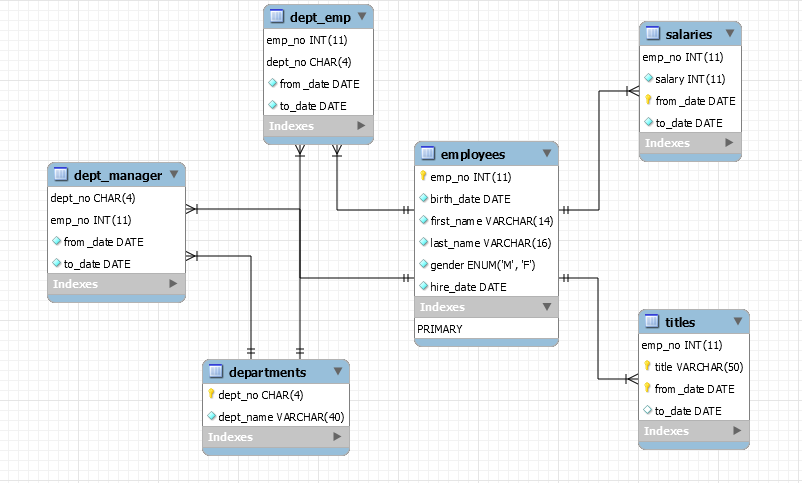 dept_emp
emp_no INT(11)
dept_no CHAR(4)
from_date DATE
to_date DATE
Indexes
salaries
emp_no INT(11)
salary INT(11)
from_date DATE
to_date DATE
Indexes
dept_manager
dept_no CHAR(4)
emp_no INT(11)
from_date DATE
to_date DATE
Indexes
employees
emp_no INT(11)
birth_date DATE
first_name VARCHAR(14)
last_name VARCHAR(16)
gender ENUM('M', 'F')
hire_date DATE
Indexes
PRIMARY
departments
dept_no CHAR(4)
dept_name VARCHAR(40)
Indexes
titles
emp_no INT(11)
title VARCHAR(50)
from_date DATE
to_date DATE
Indexes